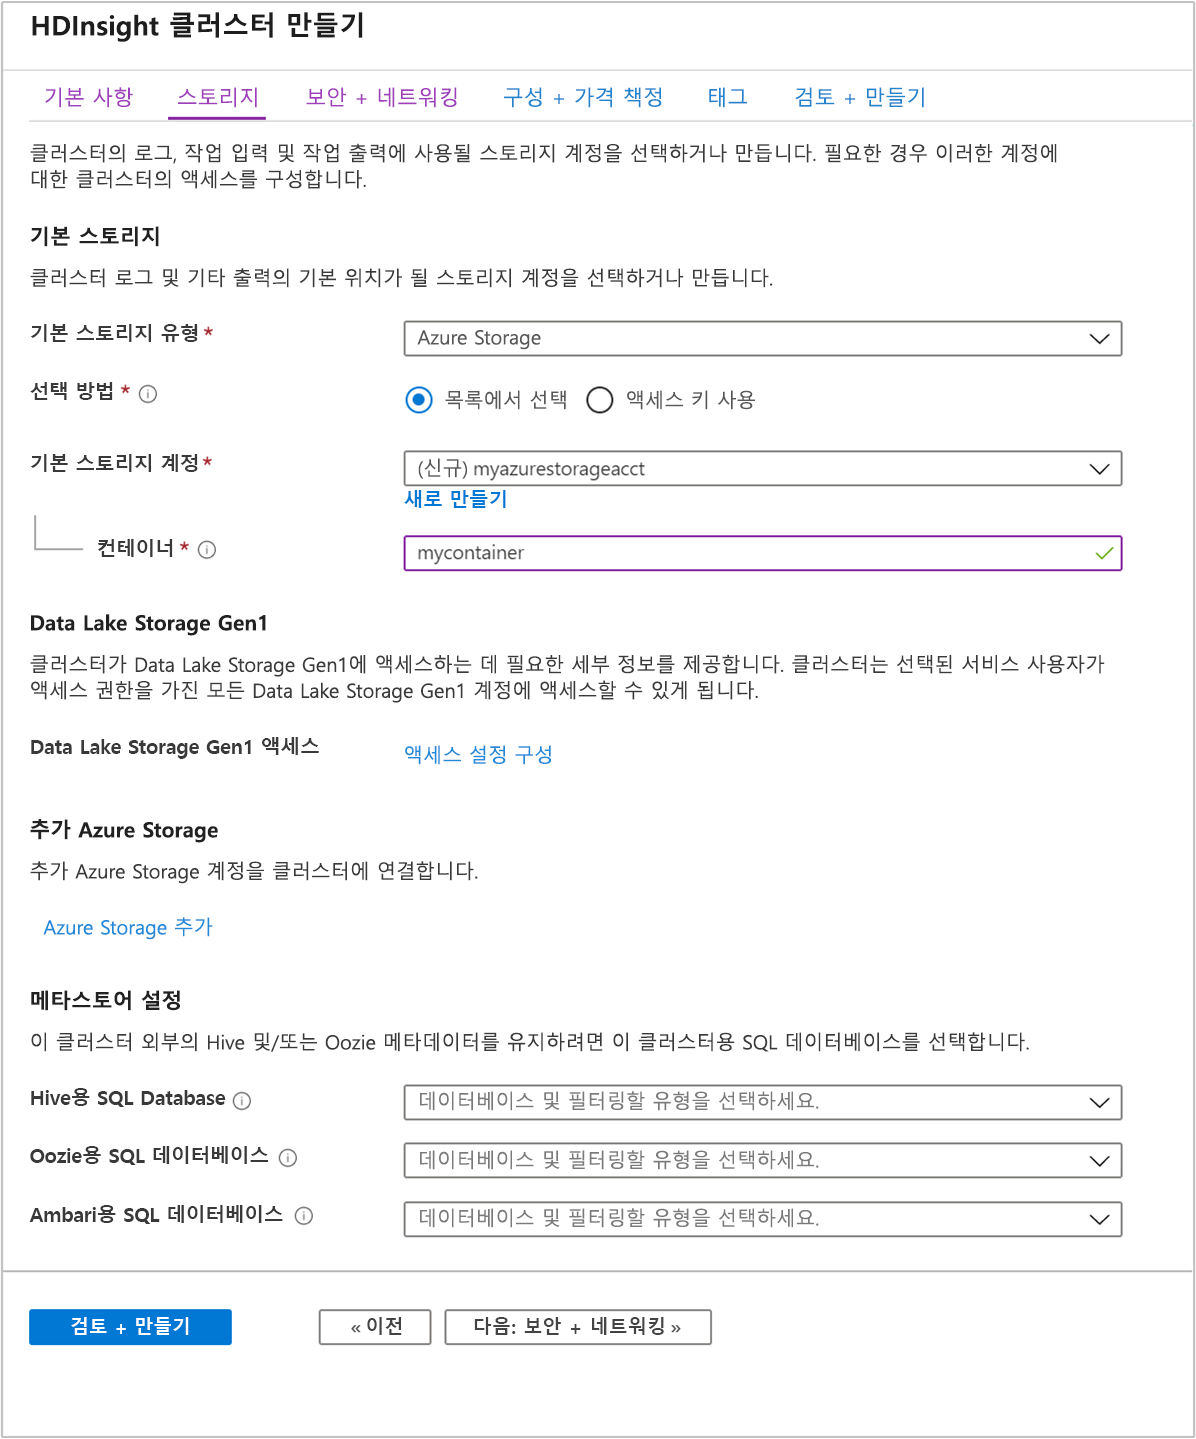 HDInsight 클러스터 만들기
기본 사항 스토리지 보안 + 네트워킹 구성 + 가격 책정 태그 검토 + 만들기
클러스터의 로그, 작업 입력 및 작업 출력에 사용될 스토리지 계정을 선택하거나 만듭니다. 필요한 경우 이러한 계정에
대한 클러스터의 액세스를 구성합니다.
기본 스토리지
클러스터 로그 및 기타 출력의 기본 위치가 될 스토리지 계정을 선택하거나 만듭니다.
기본 스토리지 유형* Azure Storage
선택 방법 * 목록에서 선택 액세스 키 사용
기본 스토리지 계정* (신규) myazurestorageacct
새로 만들기
컨테이너 * mycontainer
Data Lake Storage Gen1
클러스터가 Data Lake Storage Gen1에 액세스하는 데 필요한 세부 정보를 제공합니다. 클러스터는 선택된 서비스 사용자가
액세스 권한을 가진 모든 Data Lake Storage Gen1 계정에 액세스할 수 있게 됩니다.
Data Lake Storage Gen1 액세스 액세스 설정 구성
추가 Azure Storage
추가 Azure Storage 계정을 클러스터에 연결합니다.
Azure Storage 추가
메타스토어 설정
이 클러스터 외부의 Hive 및/또는 Oozie 메타데이터를 유지하려면 이 클러스터용 SQL 데이터베이스를 선택합니다.
Hive용 SQL Database 데이터베이스 및 필터링할 유형을 선택하세요.
Oozie용 SQL 데이터베이스 데이터베이스 및 필터링할 유형을 선택하세요.
Ambari용 SQL 데이터베이스 데이터베이스 및 필터링할 유형을 선택하세요.
검토 + 만들기 « 이전 다음: 보안 + 네트워킹 »